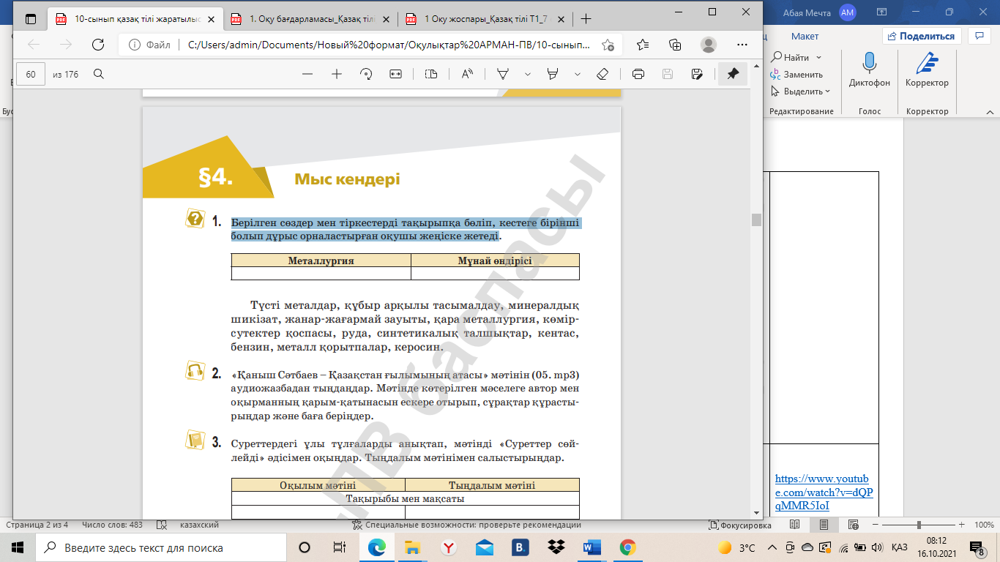 10-сынып қазақ тілі жаратылыс
1. Оқу бағдарламасы_Қазақ тіл
1 Оқу жоспары_Қазақ тілі Т1_7
Абая Мечта
АМ
Файл
C:/Users/admin/Documents/Новый%20формат/Оқулықтар%20АРМАН-ПВ/10-сынып...
Макет
Поделиться
60
из 176
Найти
Заменить
Выделить
Редактирование
Диктофон
Голос
Корректор
Корректор
§4.
Мыс кендері
1. Берілген сөздер мен тіркестерді тақырыпқа бөліп, кестеге бірінші
болып дұрыс орналастырған оқушы жеңіске жетеді.
Металлургия
Мұнай өндірісі
Түсті металдар, құбыр арқылы тасымалдау, минералдық
шикізат, жанар-жағармай зауыты, қара металлургия, көмір-
сутектер қоспасы, руда, синтетикалық талшықтар, кентас,
бензин, металл қорытпалар, керосин.
2. «Қаныш Сәтбаев – Қазақстан ғылымының атасы» мәтінін (05. mp3)
аудиожазбадан тыңдаңдар. Мәтінде көтерілген мәселеге автор мен
оқырманның қарым-қатынасын ескере отырып, сұрақтар құрасты-
рыңдар және баға беріңдер.
3. Суреттердегі ұлы тұлғаларды анықтап, мәтінді «Суреттер сөй-
лейді» әдісімен оқыңдар. Тыңдалым мәтінімен салыстырыңдар.
Оқылым мәтіні
Тыңдалым мәтіні
Тақырыбы мен мақсаты
ПВ баспасы
https://www.youtub
e.com/watch?v=dQP
qMMR5IoI
Страница 2 из 4
Число слов: 483
казахский
Специальные возможности: проверьте рекомендации
Фокусировка
100%
Введите здесь текст для поиска
3°C
ҚАЗ
08:12
16.10.2021
8